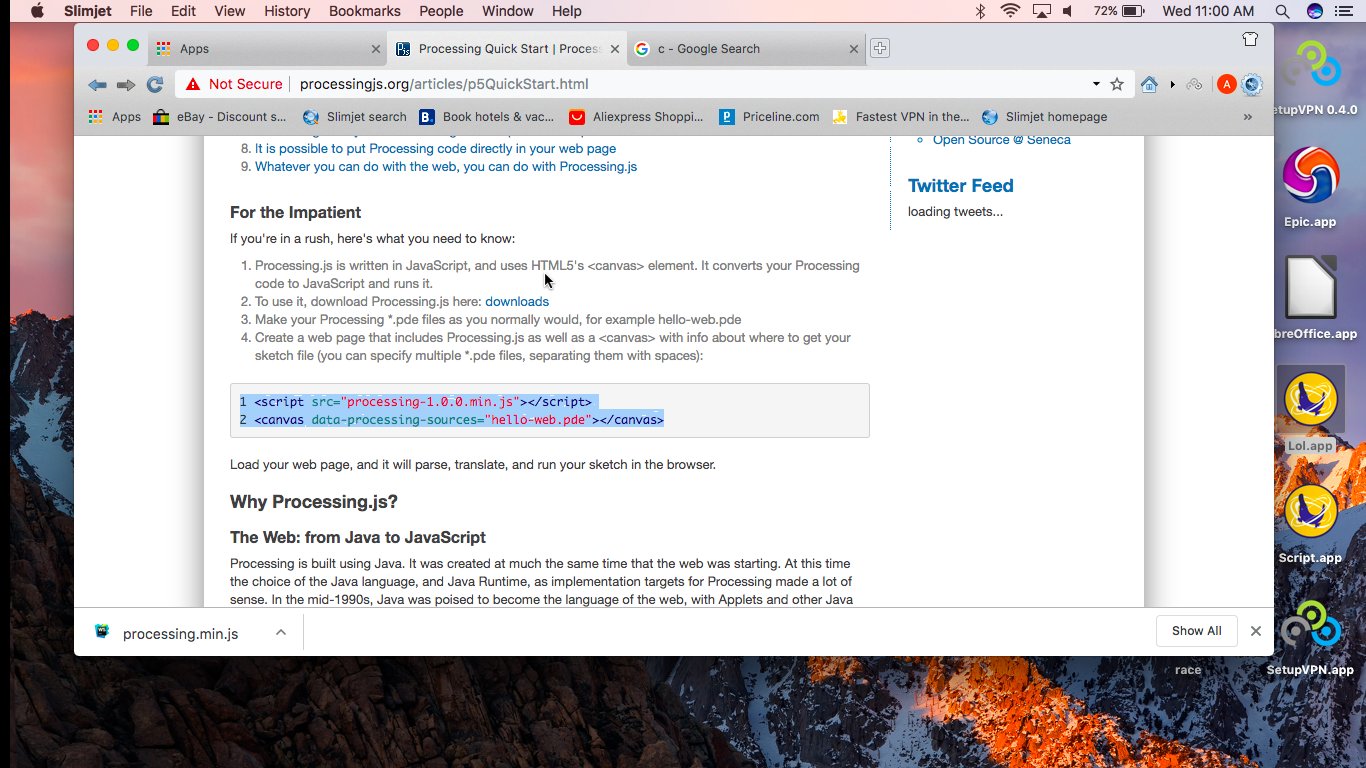 Slimjet File Edit View History Bookmarks People Window Help 72% Wed 11:00 AM
Apps Processing Quick Start | Process c - Google Search
Not Secure processingjs.org/articles/p5QuickStart.html A
Apps eBay - Discount s... Slimjet search B. Book hotels & vac... Aliexpress Shoppi... Priceline.com Fastest VPN in the... Slimjet homepage »
8. It is possible to put Processing code directly in your web page
9. Whatever you can do with the web, you can do with Processing.js
For the Impatient
If you're in a rush, here's what you need to know:
1. Processing.js is written in JavaScript, and uses HTML5's <canvas> element. It converts your Processing
code to JavaScript and runs it.
2. To use it, download Processing.js here: downloads
3. Make your Processing *.pde files as you normally would, for example hello-web.pde
4. Create a web page that includes Processing.js as well as a <canvas> with info about where to get your
sketch file (you can specify multiple *.pde files, separating them with spaces):
1 <script src="processing-1.0.0.min.js"></script>
2 <canvas data-processing-sources="hello-web.pde"></canvas>
Load your web page, and it will parse, translate, and run your sketch in the browser.
Why Processing.js?
The Web: from Java to JavaScript
Processing is built using Java. It was created at much the same time that the web was starting. At this time
the choice of the Java language, and Java Runtime, as implementation targets for Processing made a lot of
sense. In the mid-1990s, Java was poised to become the language of the web, with Applets and other Java
Open Source @ Seneca
Twitter Feed
loading tweets...
processing.min.js
Show All
etupVPN 0.4.0
Epic.app
breOffice.app
Lol.app
Script.app
race
SetupVPN.app